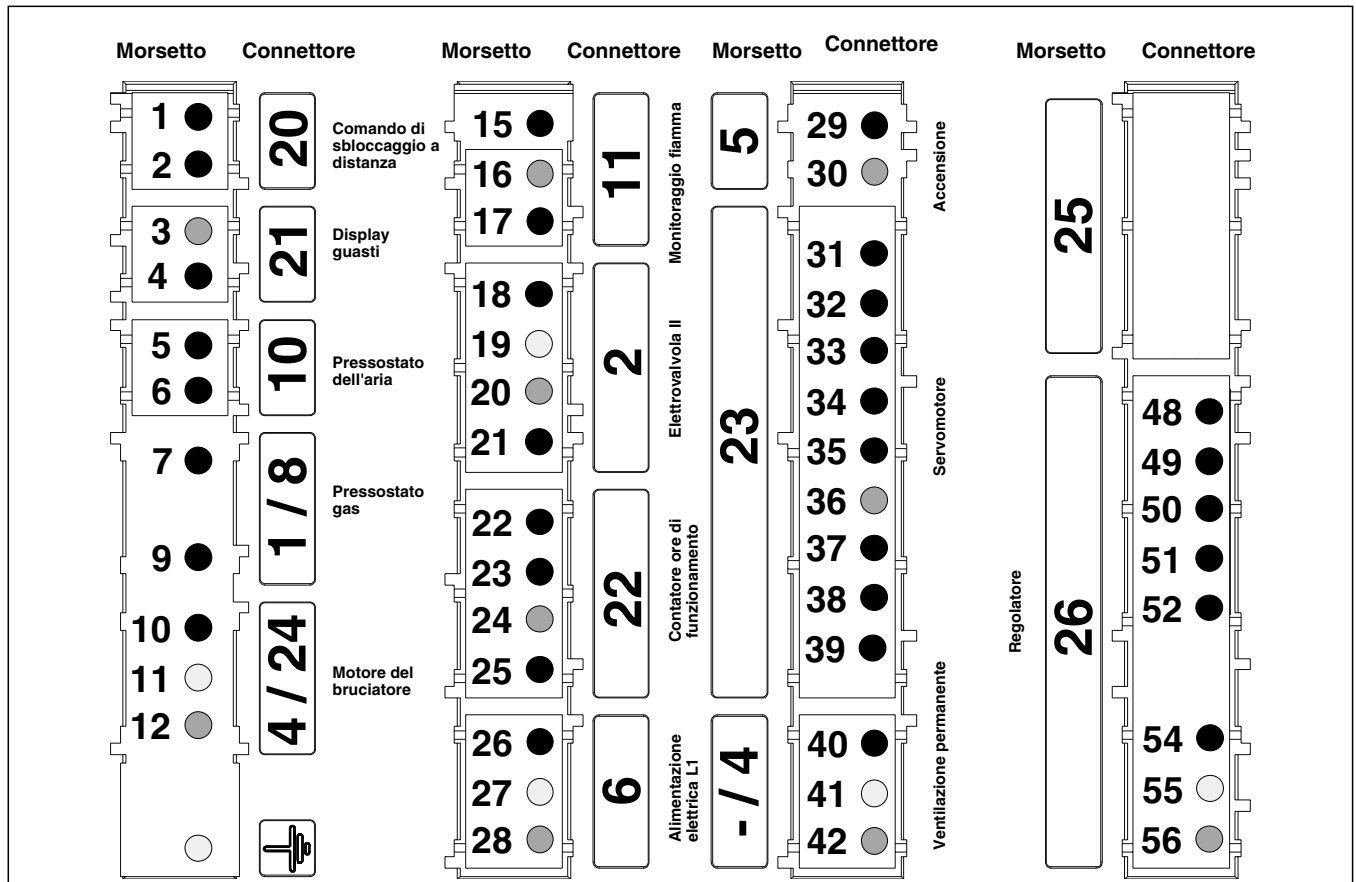 Morsetto Connettore Morsetto Connettore Morsetto Connettore Morsetto Connettore
1
2
20
Comando di
sbloccaggio a
distanza
3
4
21
Display
guasti
5
6
10
Pressostato
dell'aria
7
9
1 / 8
Pressostato
gas
10
11
12
4 / 24
Motore del
bruciatore
15
16
17
11
Monitoraggio fiamma
18
19
20
21
2
Elettrovalvola II
22
23
24
25
22
Contatore ore di
funzionamento
26
27
28
6
Alimentazione
elettrica L1
5
29
30
Accensione
23
31
32
33
34
35
36
37
38
39
Servomotore
- / 4
40
41
42
Ventilazione permanente
25
Regolatore
26
48
49
50
51
52
54
55
56